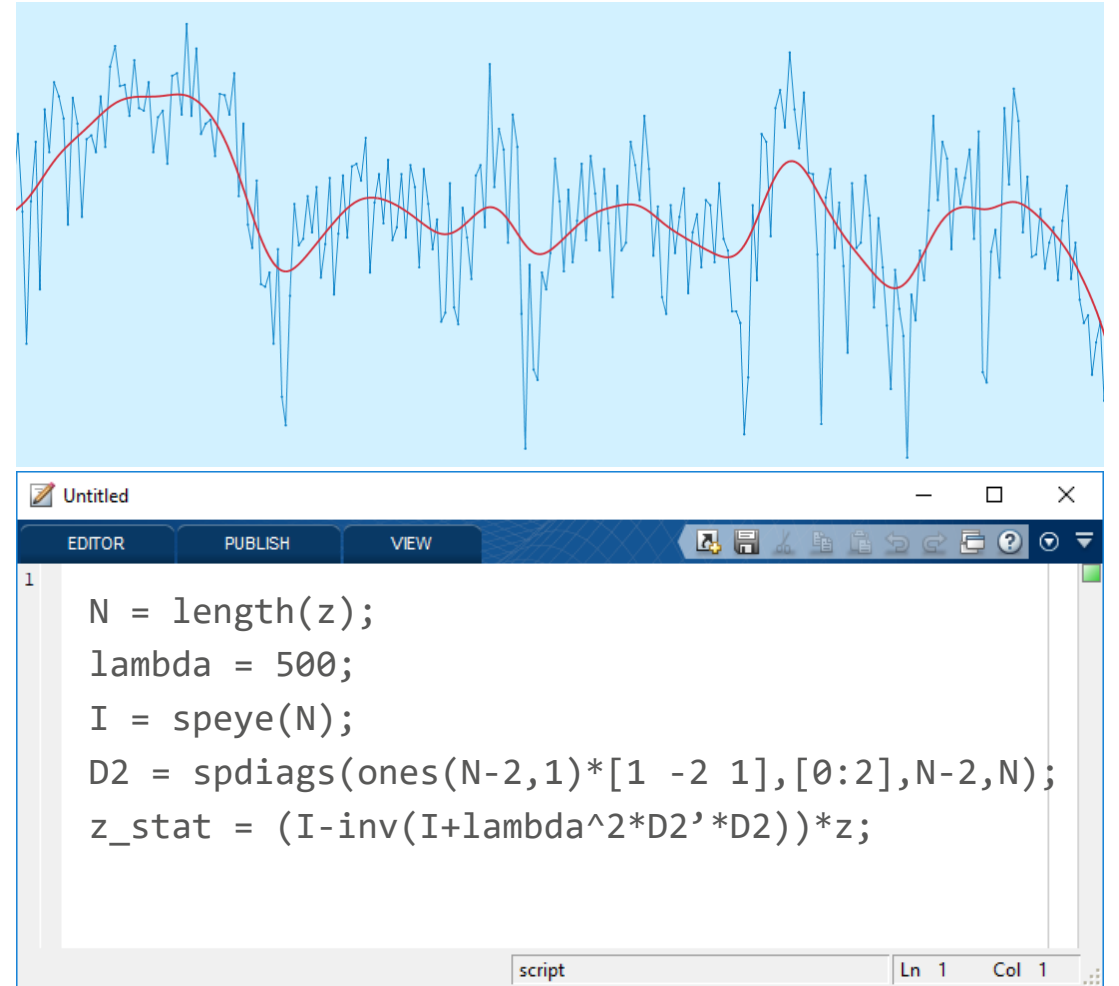 Untitled
EDITOR PUBLISH VIEW
1
N = length(z);
lambda = 500;
I = speye(N);
D2 = spdiags(ones(N-2,1)*[1 -2 1],[0:2],N-2,N);
z_stat = (I-inv(I+lambda^2*D2’*D2))*z;
script Ln 1 Col 1